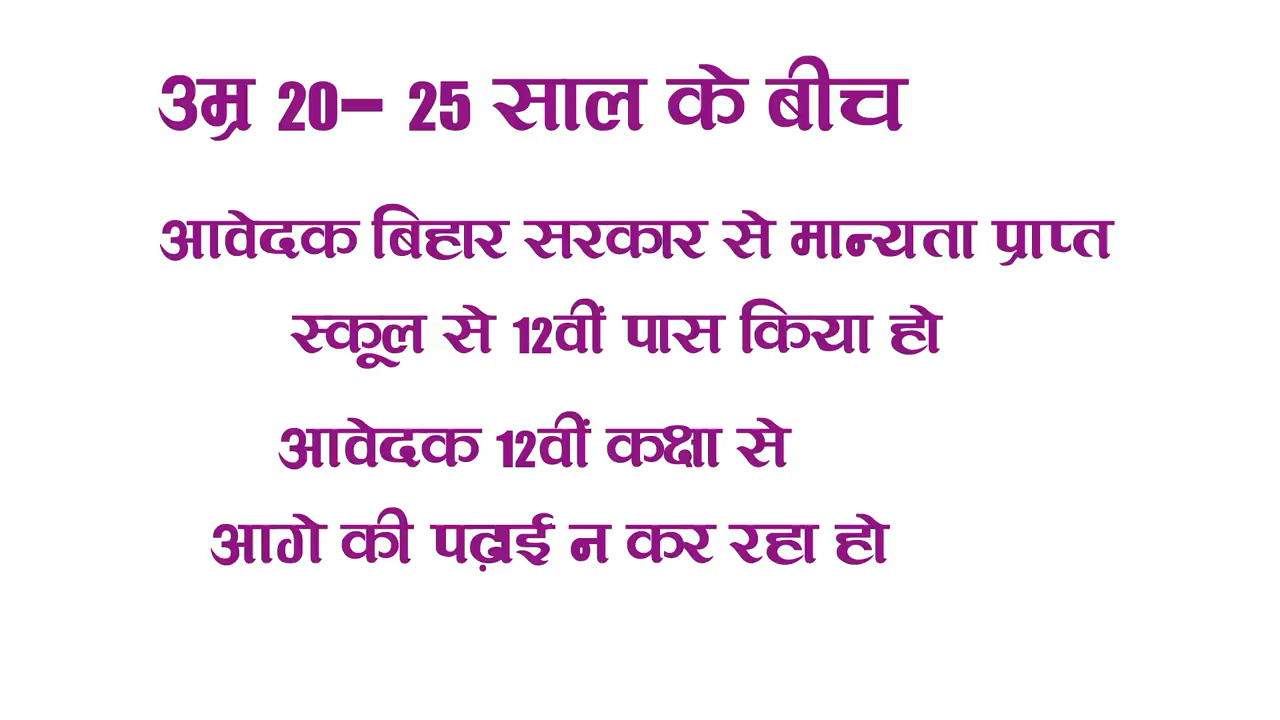 उम्र 20- 25 साल के बीच
आवेदक बिहार सरकार से मान्यता प्राप्त
स्कूल से 12वीं पास किया हो
आवेदक 12वीं कक्षा से
आगे की पढ़ाई न कर रहा हो